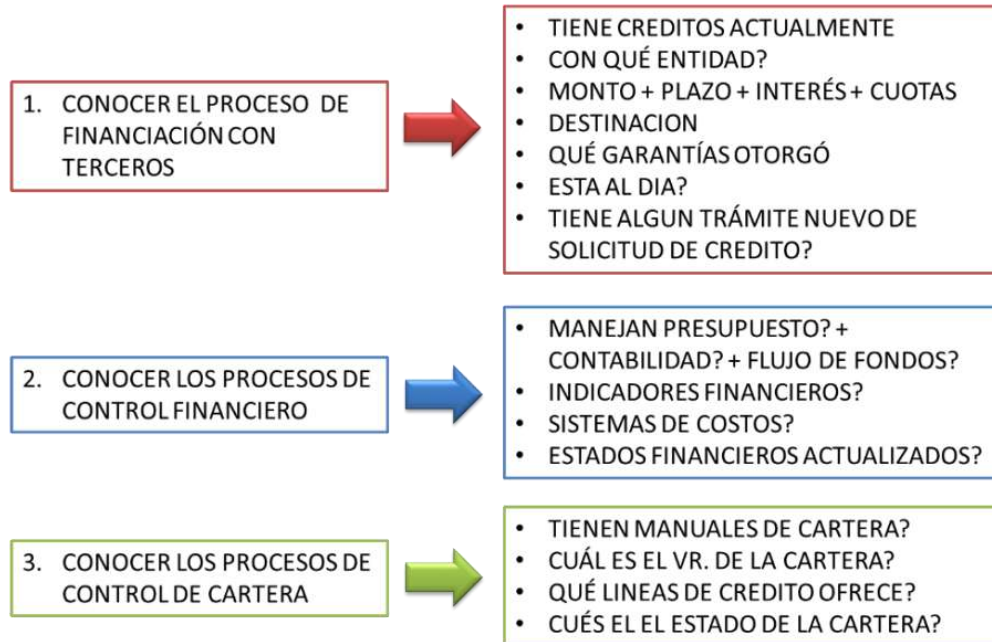 1. CONOCER EL PROCESO DE
FINANCIACIÓN CON
TERCEROS
• TIENE CREDITOS ACTUALMENTE
• CON QUÉ ENTIDAD?
• MONTO + PLAZO + INTERÉS + CUOTAS
• DESTINACION
• QUÉ GARANTÍAS OTORGÓ
• ESTA AL DIA?
• TIENE ALGUN TRÁMITE NUEVO DE
SOLICITUD DE CREDITO?
2. CONOCER LOS PROCESOS DE
CONTROL FINANCIERO
• MANEJAN PRESUPUESTO? +
CONTABILIDAD? + FLUJO DE FONDOS?
• INDICADORES FINANCIEROS?
• SISTEMAS DE COSTOS?
• ESTADOS FINANCIEROS ACTUALIZADOS?
3. CONOCER LOS PROCESOS DE
CONTROL DE CARTERA
• TIENEN MANUALES DE CARTERA?
• CUÁL ES EL VR. DE LA CARTERA?
• QUÉ LINEAS DE CREDITO OFRECE?
• CUÉS EL EL ESTADO DE LA CARTERA?